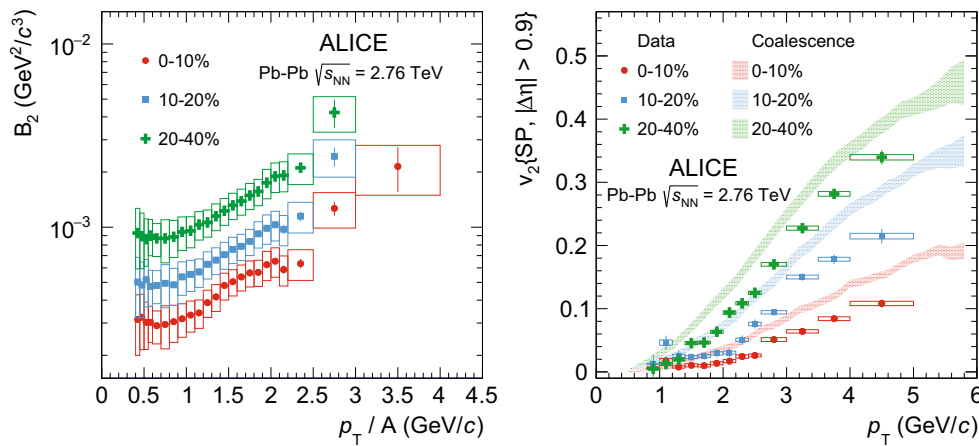 B₂ (GeV²/c³)
10⁻²
10⁻³
ALICE
Pb-Pb √s_NN = 2.76 TeV
0-10%
10-20%
20-40%
0 0.5 1 1.5 2 2.5 3 3.5 4 4.5
p_T / A (GeV/c)
v₂{SP, |Δη| > 0.9}
0.5
0.4
0.3
0.2
0.1
0
Data Coalescence
0-10% 0-10%
10-20% 10-20%
20-40% 20-40%
ALICE
Pb-Pb √s_NN = 2.76 TeV
0 1 2 3 4 5 6
p_T (GeV/c)